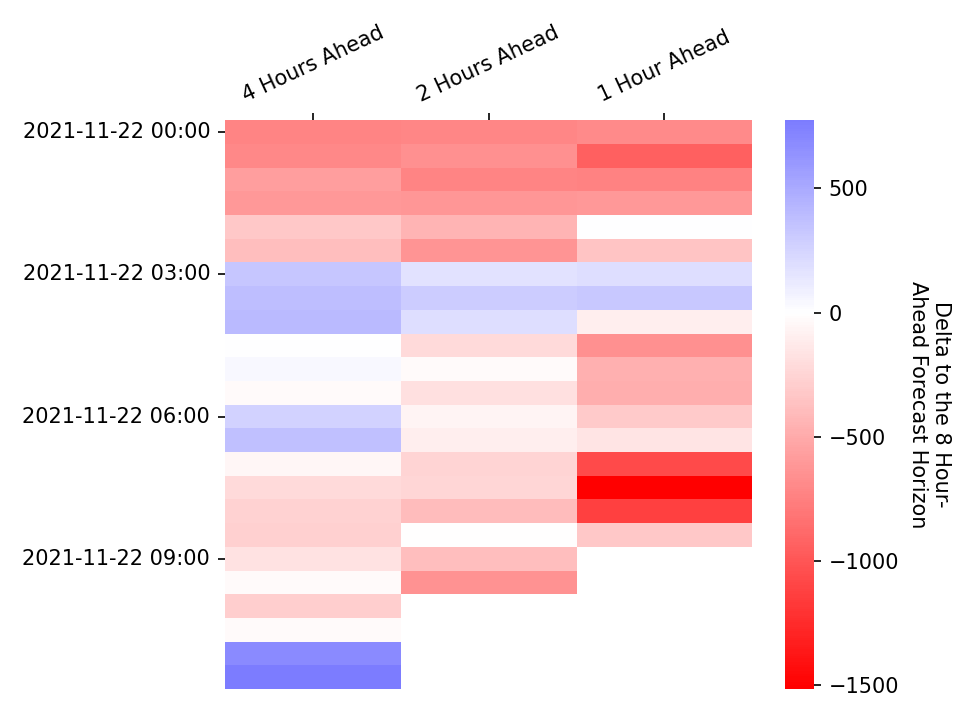 4 Hours Ahead
2 Hours Ahead
1 Hour Ahead
2021-11-22 00:00
2021-11-22 03:00
2021-11-22 06:00
2021-11-22 09:00
500
0
−500
−1000
−1500
Delta to the 8 Hour-
Ahead Forecast Horizon